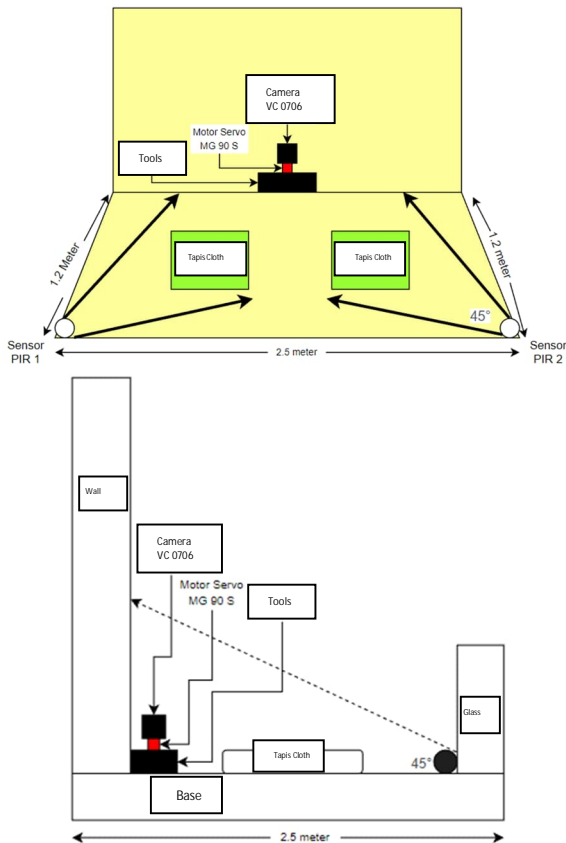 Camera
VC 0706
Motor Servo
MG 90 S
Tools
Tapis Cloth
Tapis Cloth
1.2 Meter
1.2 meter
45°
Sensor
PIR 1
2.5 meter
Sensor
PIR 2
Wall
Camera
VC 0706
Motor Servo
MG 90 S
Tools
Glass
Tapis Cloth
45°
Base
2.5 meter